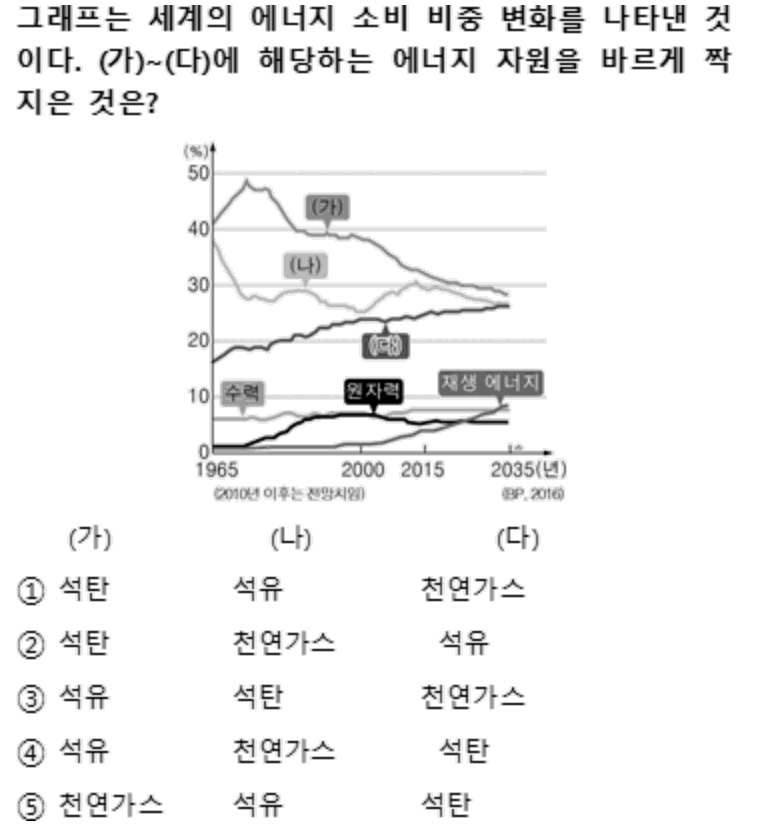 그래프는 세계의 에너지 소비 비중 변화를 나타낸 것
이다. (가)~(다)에 해당하는 에너지 자원을 바르게 짝
지은 것은?
(%)
50
40
30
20
10
0
(가)
(나)
(다)
수력
원자력
재생 에너지
1965 2000 2015 2035(년)
(2010년 이후는 전망치임) (BP, 2016)
(가) (나) (다)
① 석탄 석유 천연가스
② 석탄 천연가스 석유
③ 석유 석탄 천연가스
④ 석유 천연가스 석탄
⑤ 천연가스 석유 석탄